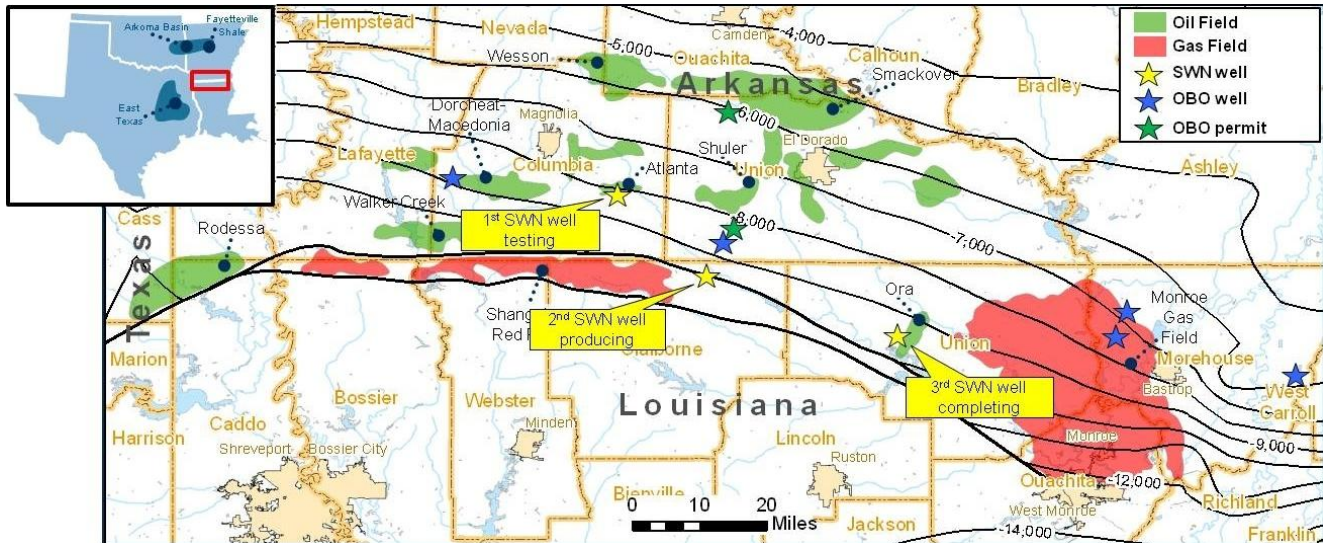 Fayetteville
Shale
Arkoma Basin
East
Texas
Hempstead
Nevada
-4,000
Camden
-5,000
Ouachita
Calhoun
Wesson
Smackover
Arkansas
Bradley
Oil Field
Gas Field
SWN well
OBO well
OBO permit
Dorcheat-
Macedonia
Magnolia
-6,000
Shuler
El Dorado
Lafayette
Columbia
Atlanta
Union
Ashley
Cass
Walker Creek
1st SWN well
testing
-8,000
-7,000
Rodessa
Texas
Ora
Monroe
Gas
Field
2nd SWN well
producing
Union
Morehouse
Marion
Bastrop
3rd SWN well
completing
West
Carroll
Bossier
Webster
Louisiana
Harrison
Caddo
Minden
Lincoln
Monroe
-9,000
Shreveport
Bossier City
Ruston
Ouachita
-12,000
Richland
Bienville
West Monroe
0
10
20
Miles
Jackson
-14,000
Franklin